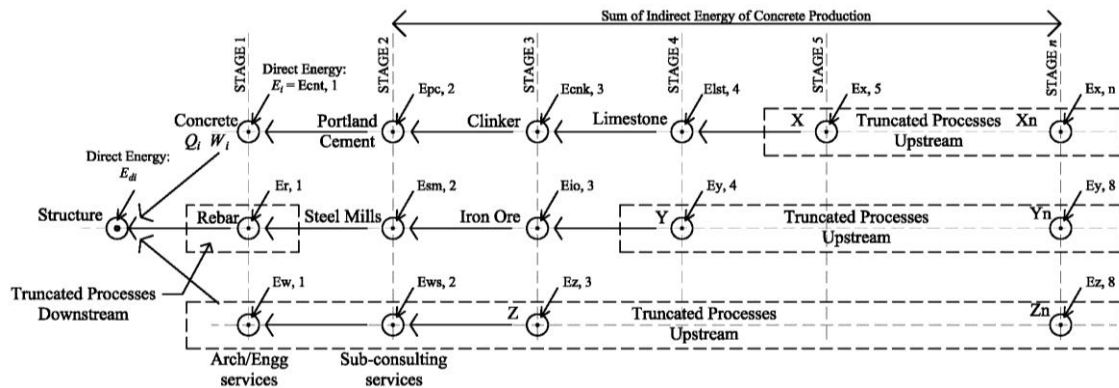 Sum of Indirect Energy of Concrete Production
STAGE 1
STAGE 2
STAGE 3
STAGE 4
STAGE 5
STAGE n
Direct Energy:
Ei = Ecnt, 1
Epc, 2
Ecnk, 3
Elst, 4
Ex, 5
Ex, n
Concrete
Qi Wi
Portland
Cement
Clinker
Limestone
X
Truncated Processes
Upstream
Xn
Direct Energy:
Edi
Er, 1
Esm, 2
Eio, 3
Ey, 4
Ey, 8
Structure
Rebar
Steel Mills
Iron Ore
Y
Truncated Processes
Upstream
Yn
Truncated Processes
Downstream
Ew, 1
Ews, 2
Ez, 3
Ez, 8
Z
Truncated Processes
Upstream
Zn
Arch/Engg
services
Sub-consulting
services